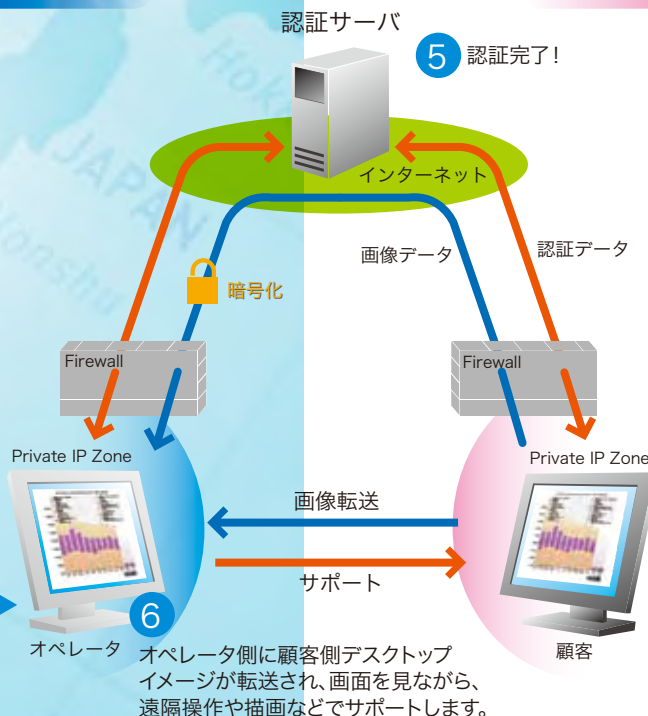 認証サーバ
5 認証完了!
Hokk
JAPAN
Honshu
インターネット
画像データ
認証データ
暗号化
Firewall
Firewall
Private IP Zone
Private IP Zone
画像転送
サポート
6
オペレータ
顧客
オペレータ側に顧客側デスクトップ
イメージが転送され、画面を見ながら、
遠隔操作や描画などでサポートします。